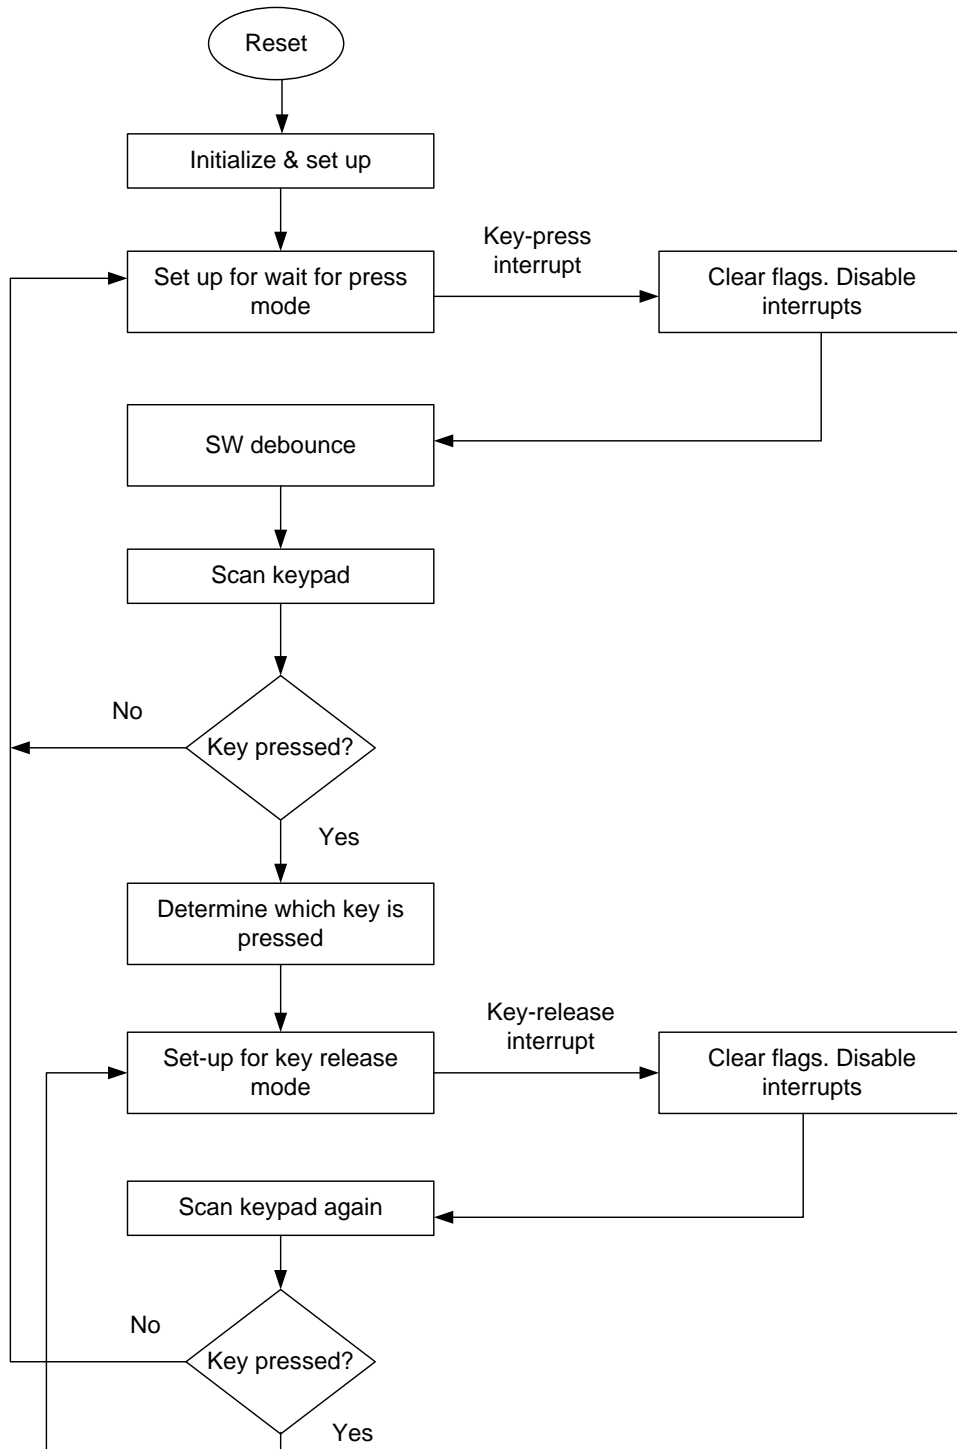 Reset
Initialize & set up
Key-press
interrupt
Set up for wait for press
mode
Clear flags. Disable
interrupts
SW debounce
Scan keypad
No
Key pressed?
Yes
Determine which key is
pressed
Key-release
interrupt
Set-up for key release
mode
Clear flags. Disable
interrupts
Scan keypad again
No
Key pressed?
Yes